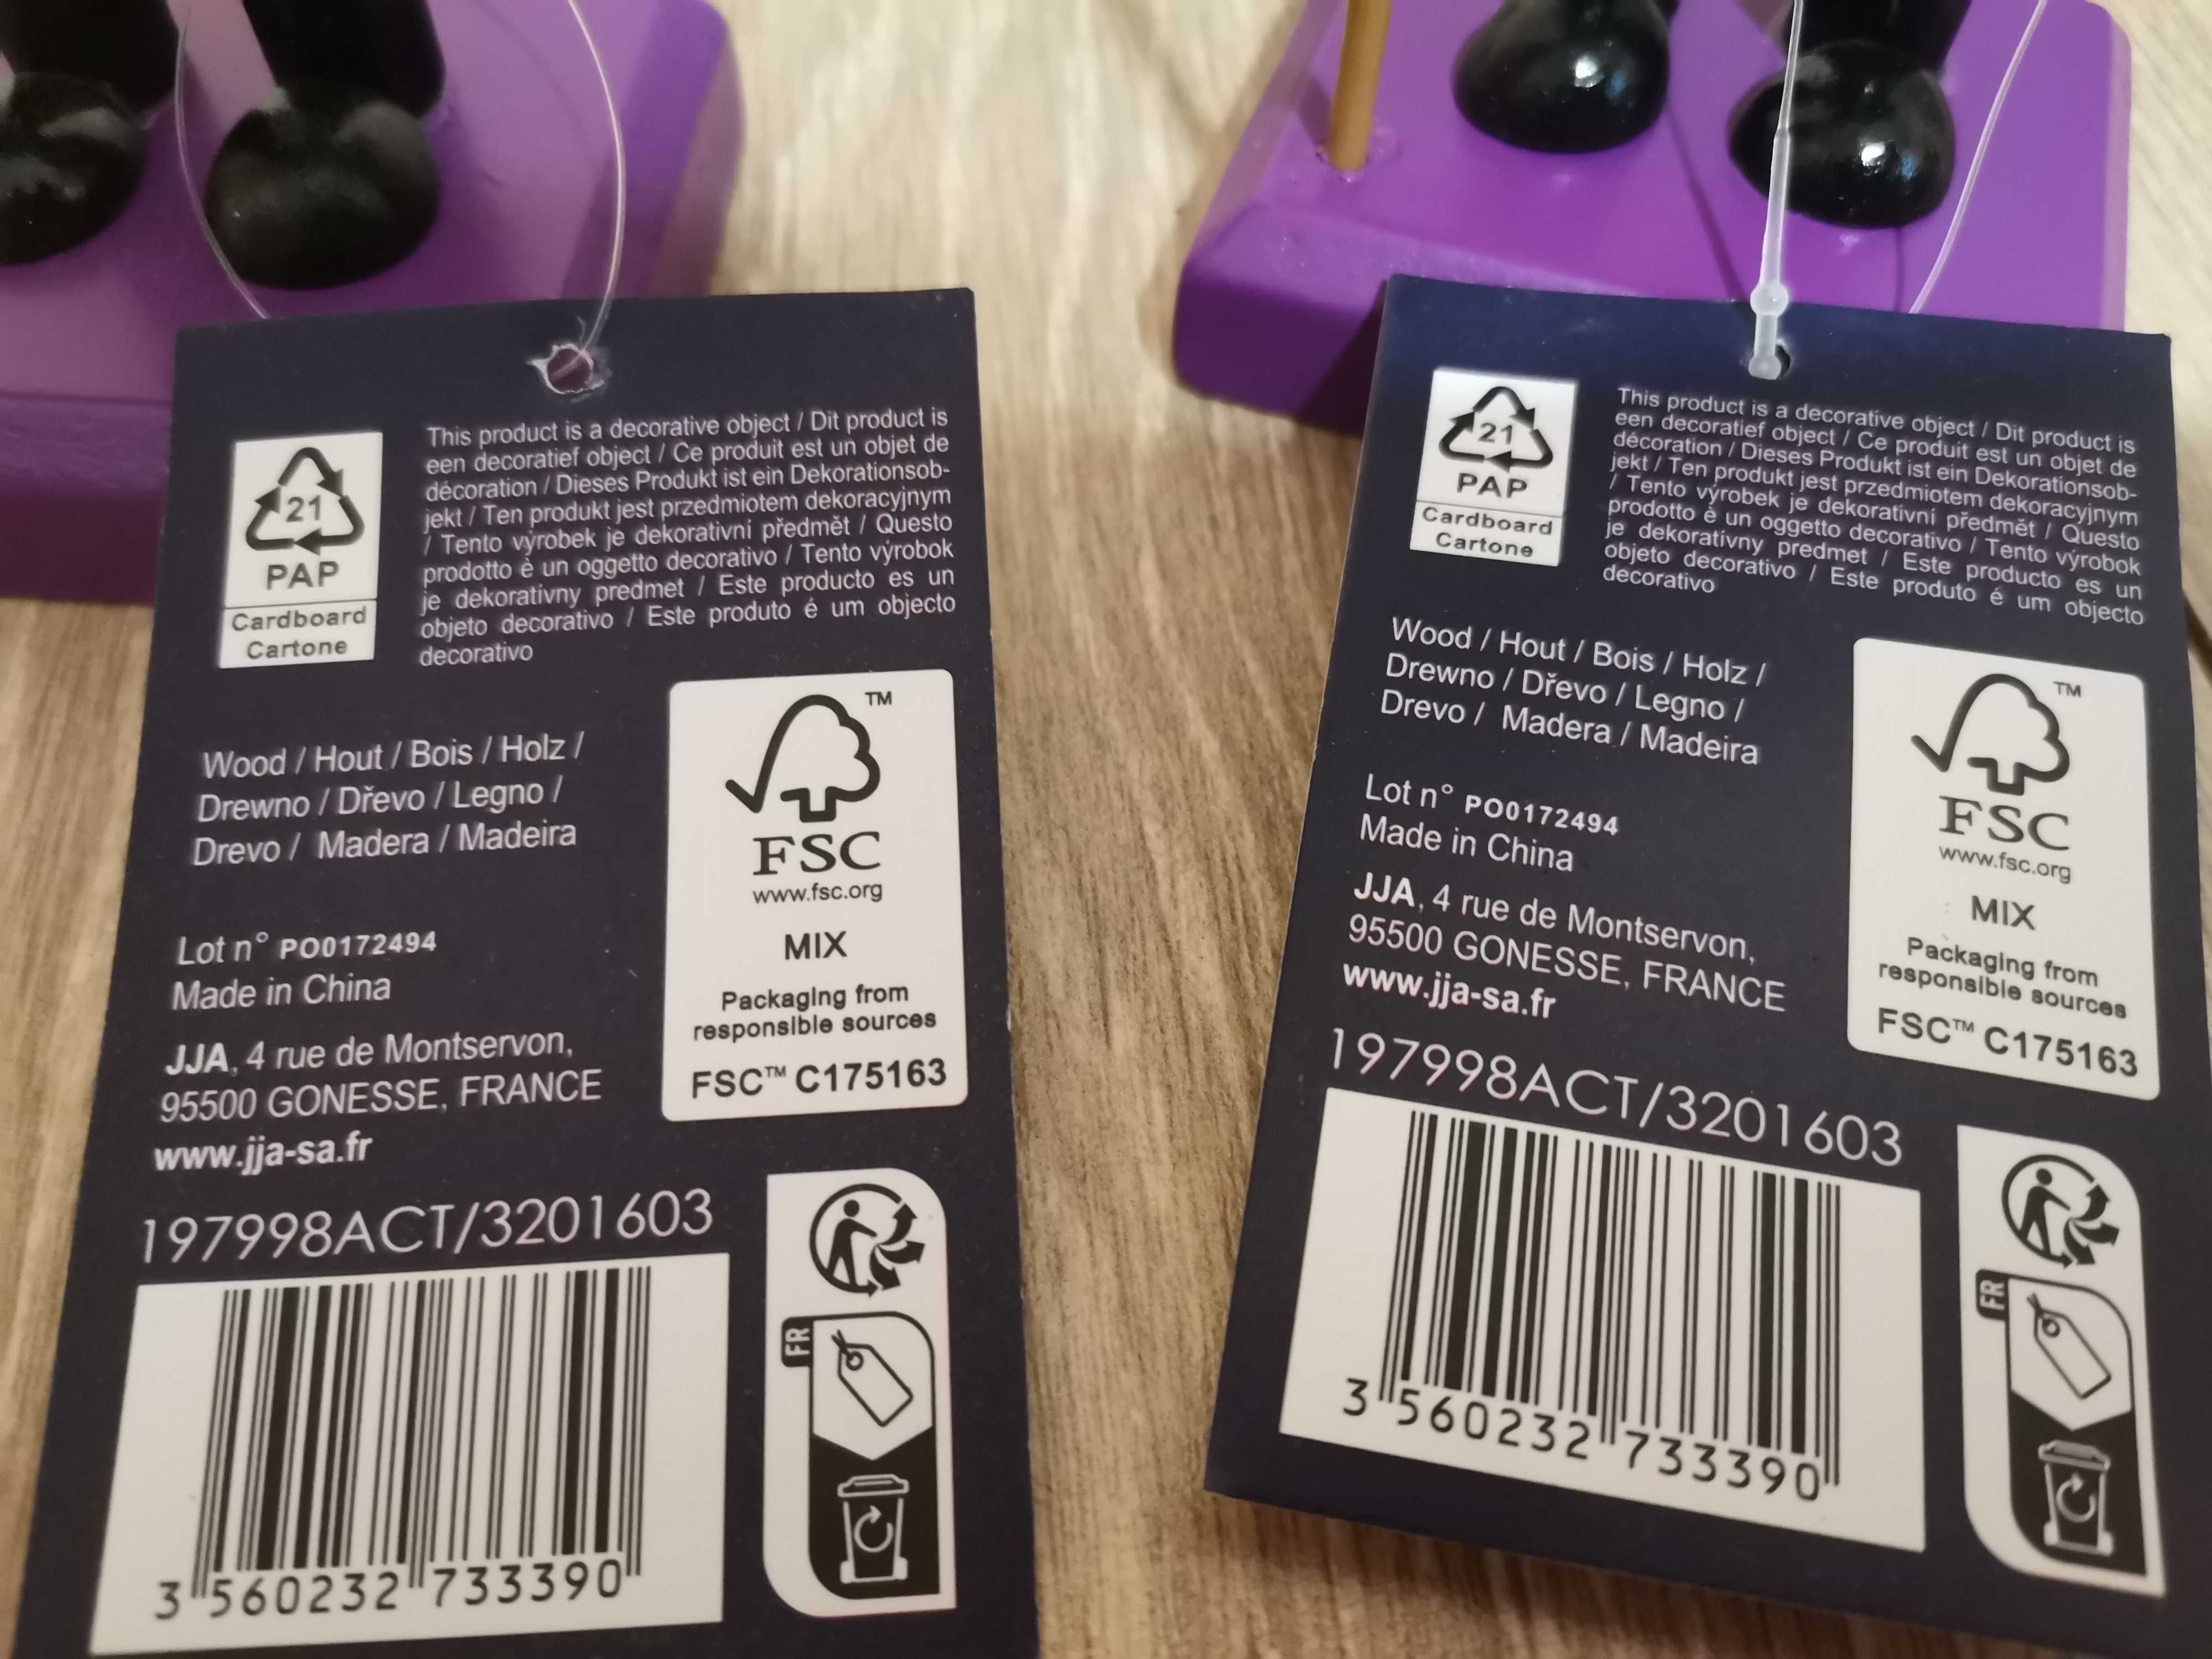 21
PAP
Cardboard
Cartone
This product is a decorative object / Dit product is
een decoratief object / Ce produit est un objet de
décoration / Dieses Produkt ist ein Dekorationsob-
jekt / Ten produkt jest przedmiotem dekoracyjnym
/ Tento výrobek je dekorativní předmět / Questo
prodotto è un oggetto decorativo / Tento výrobok
je dekoratívny predmet / Este producto es un
objeto decorativo / Este produto é um objecto
decorativo
Wood / Hout / Bois / Holz /
Drewno / Dřevo / Legno /
Drevo / Madera / Madeira
TM
FSC
www.fsc.org
MIX
Packaging from
responsible sources
FSC™ C175163
Lot n° PO0172494
Made in China
JJA, 4 rue de Montservon,
95500 GONESSE, FRANCE
www.jja-sa.fr
197998ACT/3201603
3 560232 733390
FR
21
PAP
Cardboard
Cartone
This product is a decorative object / Dit product is
een decoratief object / Ce produit est un objet de
décoration / Dieses Produkt ist ein Dekorationsob-
jekt / Ten produkt jest przedmiotem dekoracyjnym
/ Tento výrobek je dekorativní předmět / Questo
prodotto è un oggetto decorativo / Tento výrobok
je dekoratívny predmet / Este producto es un
objeto decorativo / Este produto é um objecto
decorativo
Wood / Hout / Bois / Holz /
Drewno / Dřevo / Legno /
Drevo / Madera / Madeira
TM
FSC
www.fsc.org
MIX
Packaging from
responsible sources
FSC™ C175163
Lot n° PO0172494
Made in China
JJA, 4 rue de Montservon,
95500 GONESSE, FRANCE
www.jja-sa.fr
197998ACT/3201603
3 560232 733390
FR